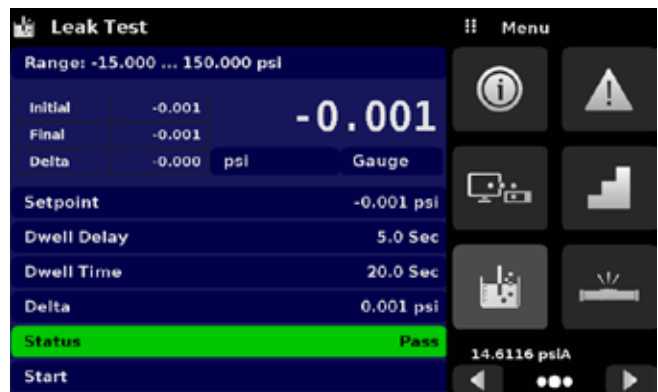 Leak Test
Menu
Range: -15.000 ... 150.000 psi
Initial -0.001
-0.001
Final -0.001
Delta -0.000 psi Gauge
Setpoint -0.001 psi
Dwell Delay 5.0 Sec
Dwell Time 20.0 Sec
Delta 0.001 psi
Status Pass
Start
14.6116 psiA